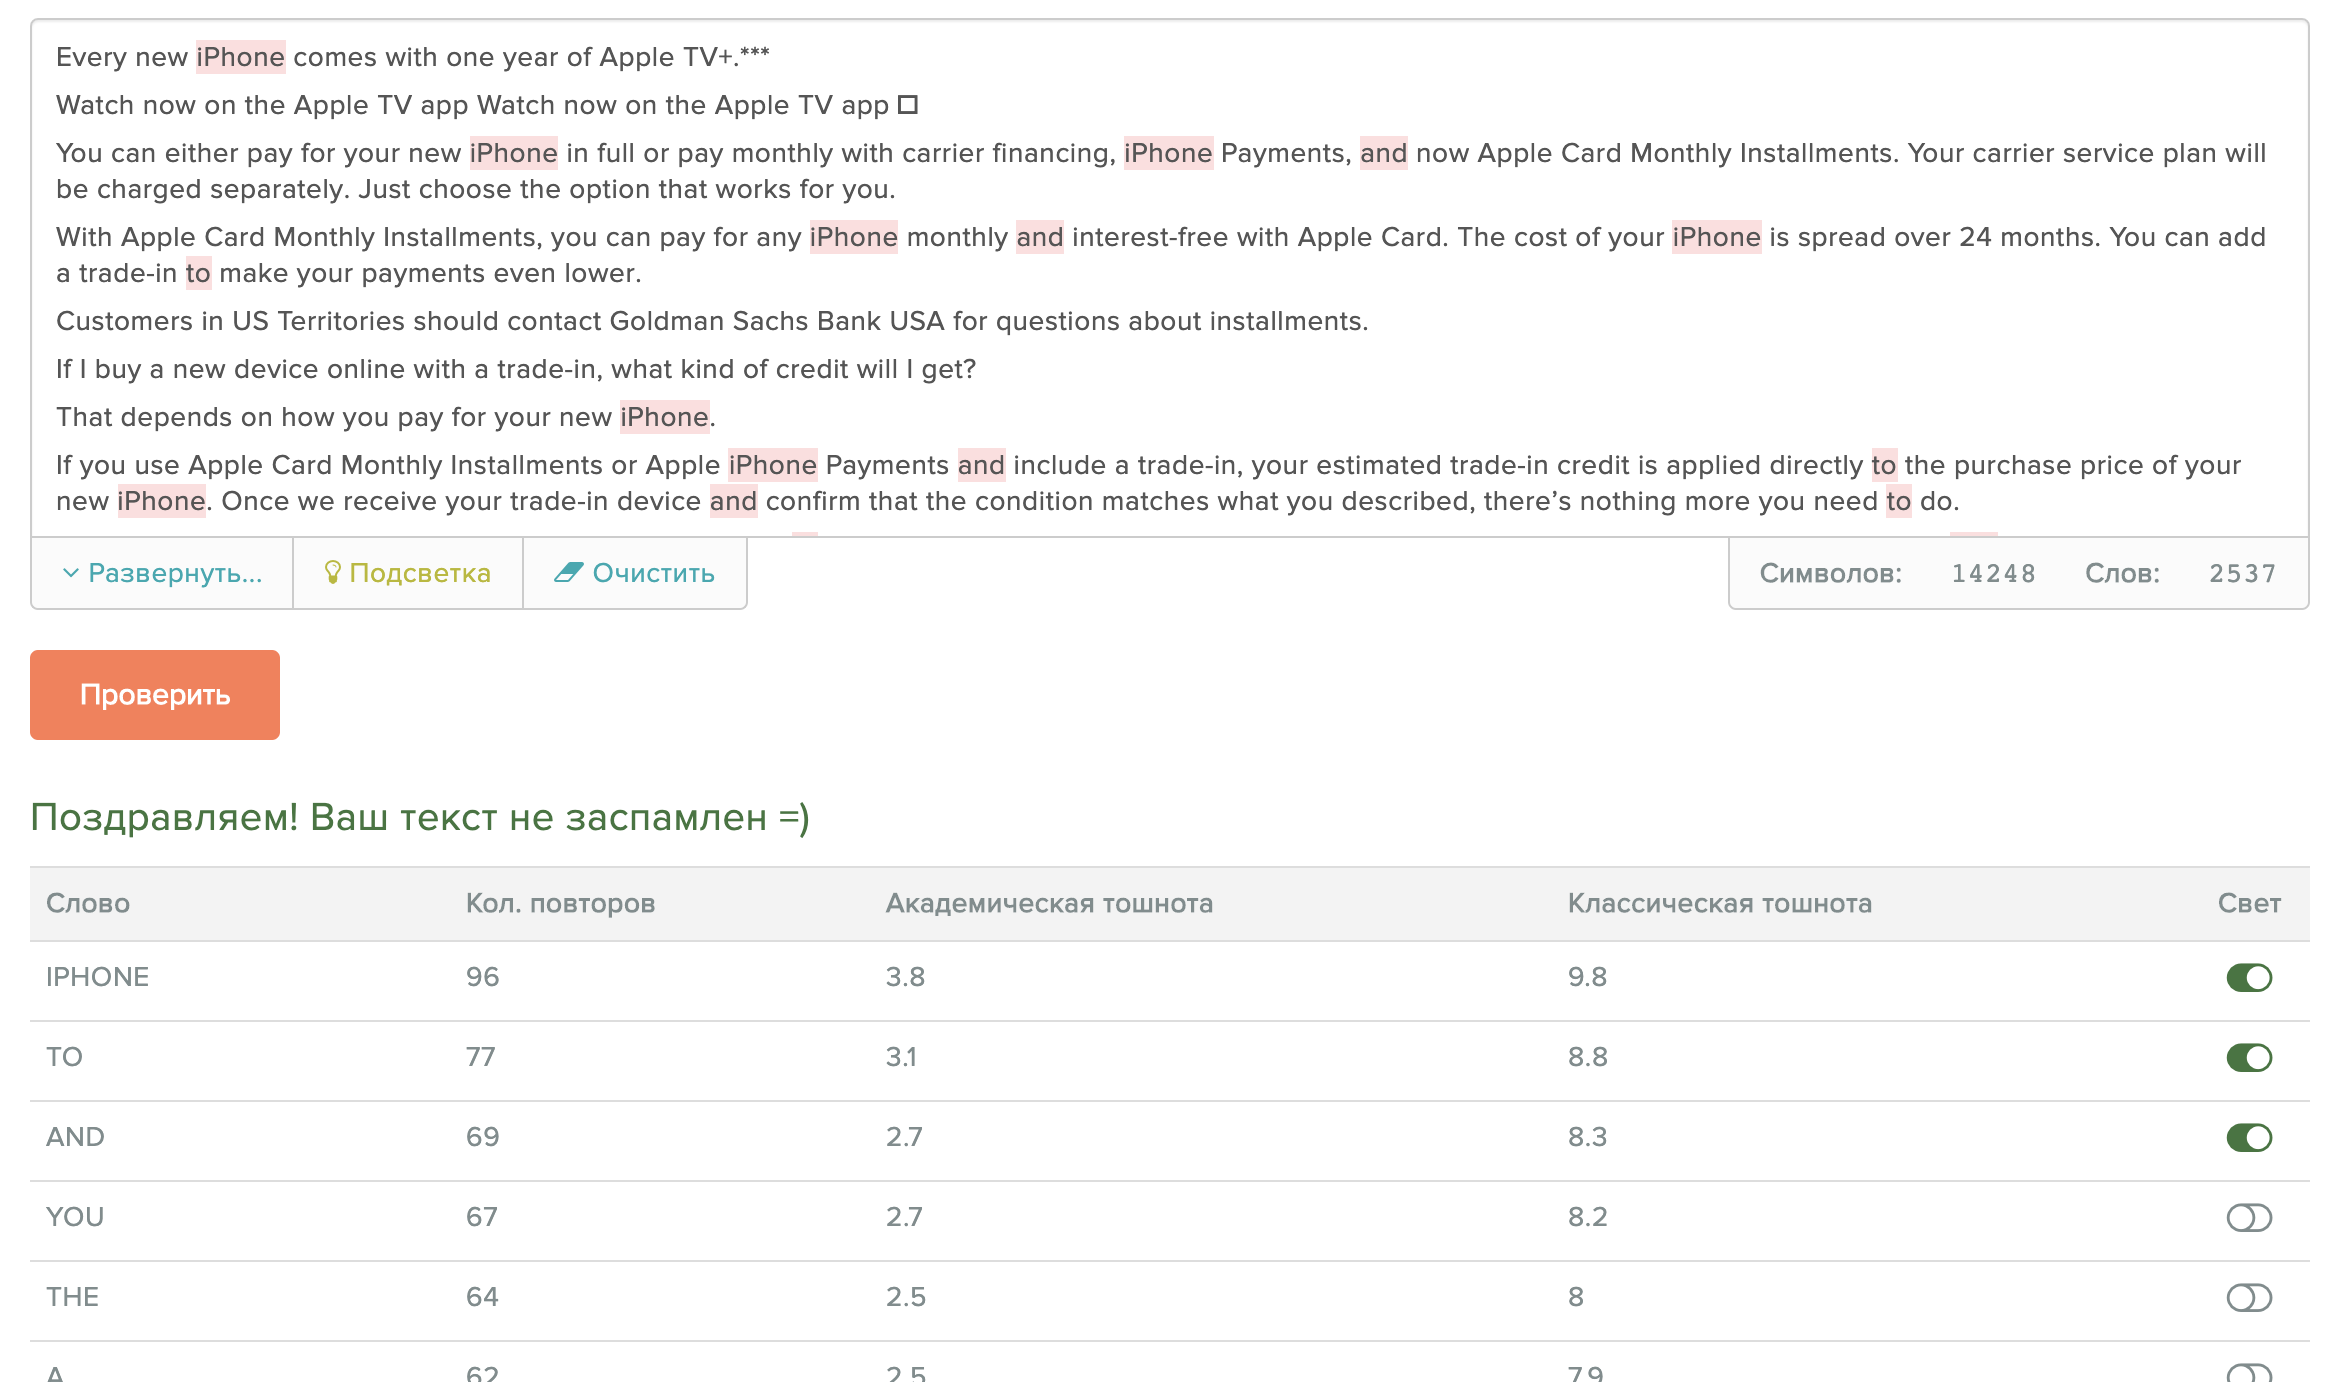 Every new iPhone comes with one year of Apple TV+.***
Watch now on the Apple TV app Watch now on the Apple TV app
You can either pay for your new iPhone in full or pay monthly with carrier financing, iPhone Payments, and now Apple Card Monthly Installments. Your carrier service plan will
be charged separately. Just choose the option that works for you.
With Apple Card Monthly Installments, you can pay for any iPhone monthly and interest-free with Apple Card. The cost of your iPhone is spread over 24 months. You can add
a trade-in to make your payments even lower.
Customers in US Territories should contact Goldman Sachs Bank USA for questions about installments.
If I buy a new device online with a trade-in, what kind of credit will I get?
That depends on how you pay for your new iPhone.
If you use Apple Card Monthly Installments or Apple iPhone Payments and include a trade-in, your estimated trade-in credit is applied directly to the purchase price of your
new iPhone. Once we receive your trade-in device and confirm that the condition matches what you described, there’s nothing more you need to do.
Развернуть... Подсветка Очистить Символов: 14248 Слов: 2537
Проверить
Поздравляем! Ваш текст не заспамлен =)
Слово Кол. повторов Академическая тошнота Классическая тошнота Свет
IPHONE 96 3.8 9.8
TO 77 3.1 8.8
AND 69 2.7 8.3
YOU 67 2.7 8.2
THE 64 2.5 8
A 62 2.5 7.9